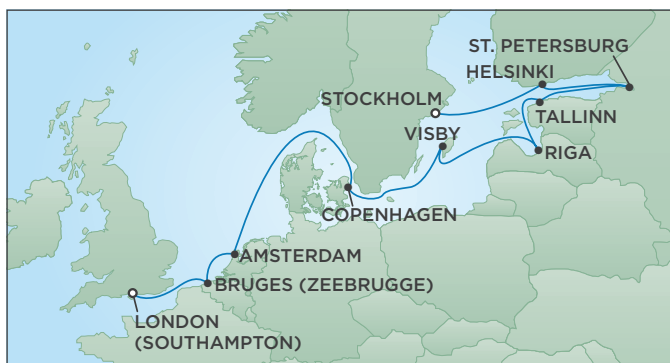 ST. PETERSBURG
HELSINKI
STOCKHOLM
TALLINN
VISBY
RIGA
COPENHAGEN
AMSTERDAM
BRUGES (ZEEBRUGGE)
LONDON
(SOUTHAMPTON)